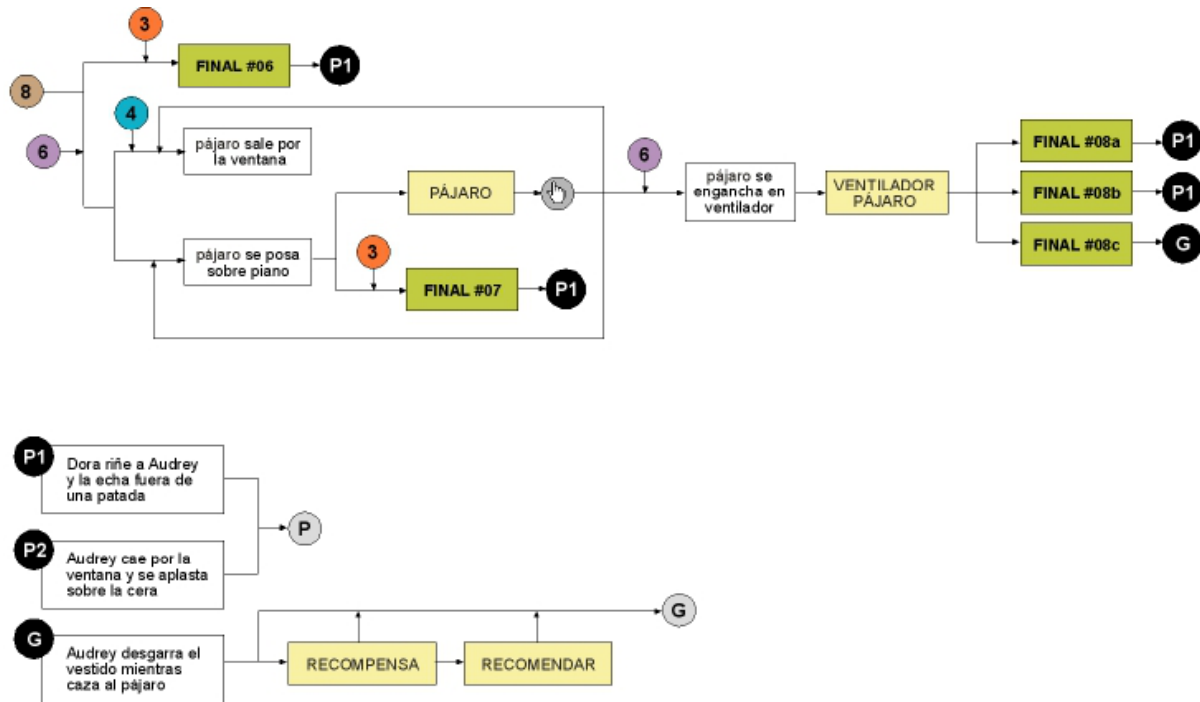 3
FINAL #06
P1
8
4
6
pájaro sale por
la ventana
6
PÁJARO
pájaro se
engancha en
ventilador
VENTILADOR
PÁJARO
FINAL #08a
P1
FINAL #08b
P1
FINAL #08c
G
pájaro se posa
sobre piano
3
FINAL #07
P1
P1
Dora riñe a Audrey
y la echa fuera de
una patada
P
P2
Audrey cae por la
ventana y se aplasta
sobre la cera
G
G
Audrey desgarra el
vestido mientras
caza al pájaro
RECOMPENSA
RECOMENDAR